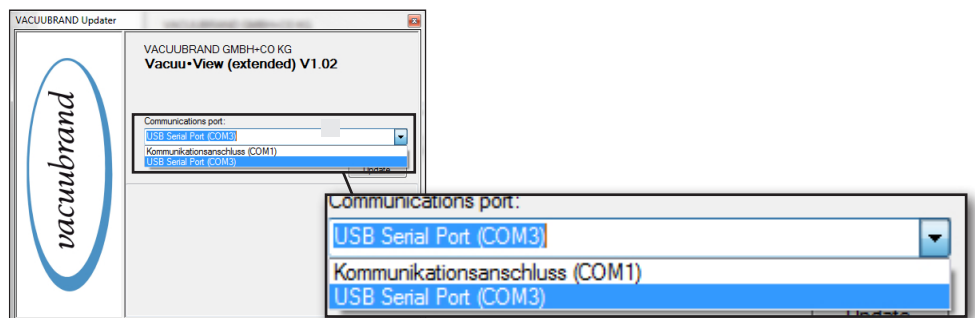 VACUUBRAND Updater
vacuubrand
VACUUBRAND GMBH+CO KG
Vacuu•View (extended) V1.02
Communications port:
USB Serial Port (COM3)
Kommunikationsanschluss (COM1)
USB Serial Port (COM3)
Update
Communications port:
USB Serial Port (COM3)
Kommunikationsanschluss (COM1)
USB Serial Port (COM3)
Update